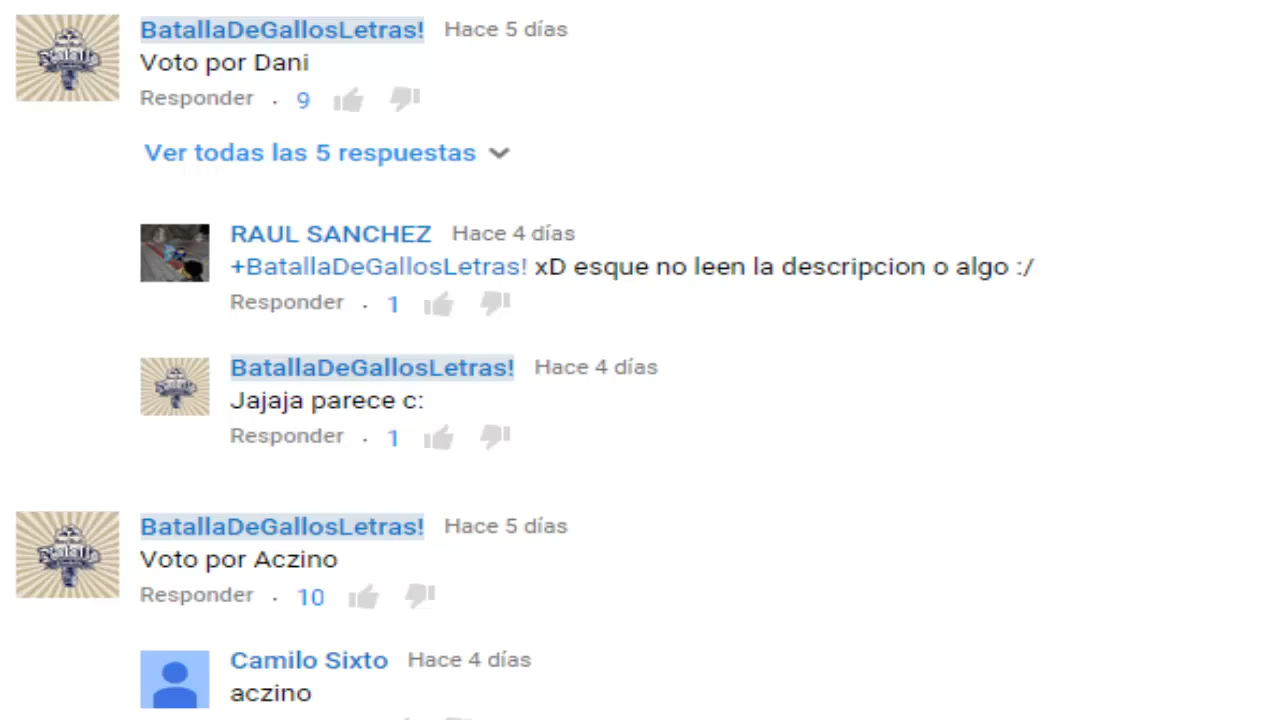 BatallaDeGallosLetras! Hace 5 días
Voto por Dani
Responder . 9
Ver todas las 5 respuestas
RAUL SANCHEZ Hace 4 días
+BatallaDeGallosLetras! xD esque no leen la descripcion o algo :/
Responder . 1
BatallaDeGallosLetras! Hace 4 días
Jajaja parece c:
Responder . 1
BatallaDeGallosLetras! Hace 5 días
Voto por Aczino
Responder . 10
Camilo Sixto Hace 4 días
aczino